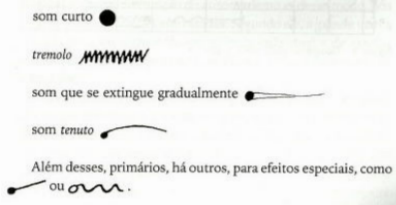 som curto
tremolo
som que se extingue gradualmente
som tenuto
Além desses, primários, há outros, para efeitos especiais, como
ou .